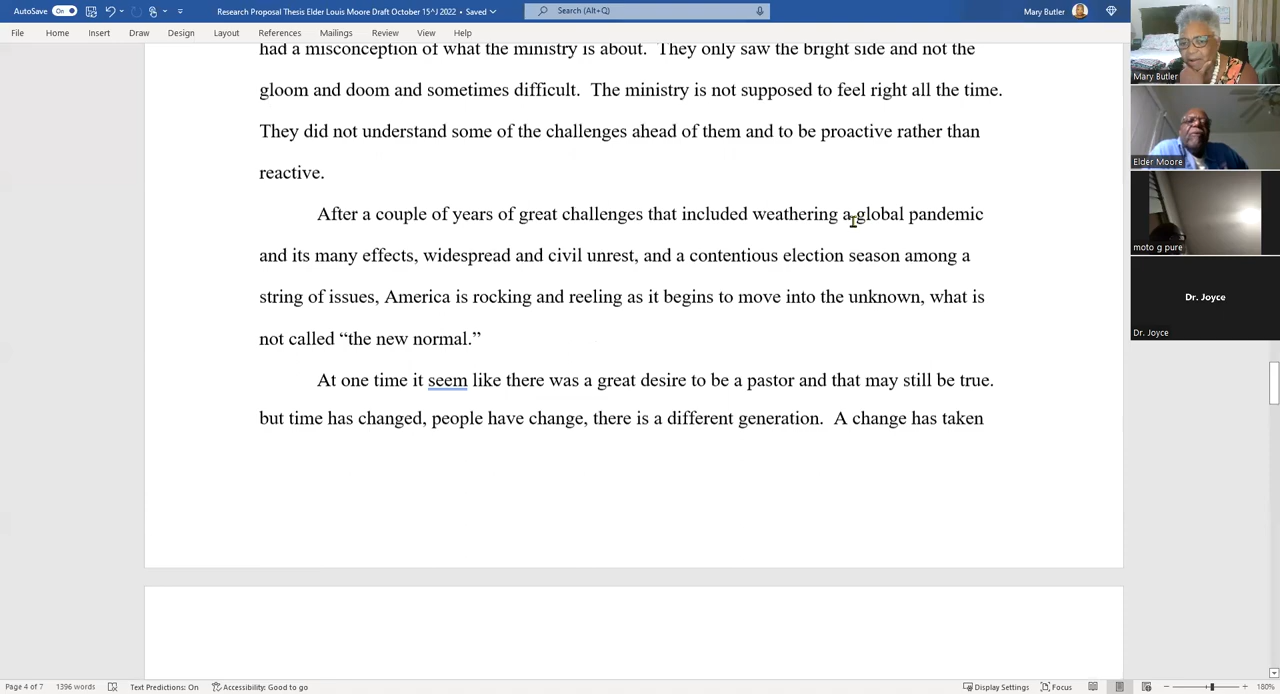 AutoSave On Research Proposal Thesis Elder Louis Moore Draft October 15^J 2022 • Saved Search (Alt+Q) Mary Butler
File Home Insert Draw Design Layout References Mailings Review View Help
had a misconception of what the ministry is about. They only saw the bright side and not the
gloom and doom and sometimes difficult. The ministry is not supposed to feel right all the time.
They did not understand some of the challenges ahead of them and to be proactive rather than
reactive.
After a couple of years of great challenges that included weathering a global pandemic
and its many effects, widespread and civil unrest, and a contentious election season among a
string of issues, America is rocking and reeling as it begins to move into the unknown, what is
not called “the new normal.”
At one time it seem like there was a great desire to be a pastor and that may still be true.
but time has changed, people have change, there is a different generation. A change has taken
Mary Butler
Elder Moore
moto g pure
Dr. Joyce
Dr. Joyce
Page 4 of 7 1396 words Text Predictions: On Accessibility: Good to go Display Settings Focus 180%